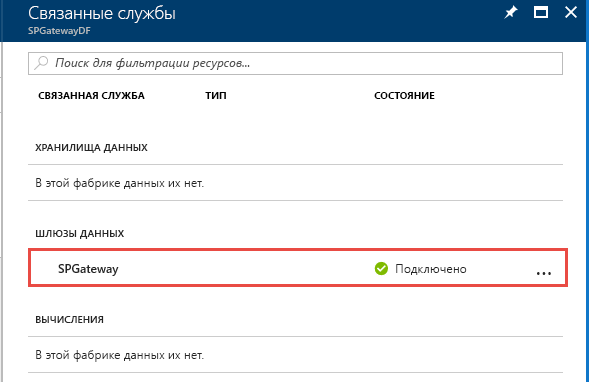 Связанные службы
SPGatewayDF
Поиск для фильтрации ресурсов...
СВЯЗАННАЯ СЛУЖБА ТИП СОСТОЯНИЕ
ХРАНИЛИЩА ДАННЫХ
В этой фабрике данных их нет.
ШЛЮЗЫ ДАННЫХ
SPGateway Подключено ...
ВЫЧИСЛЕНИЯ
В этой фабрике данных их нет.